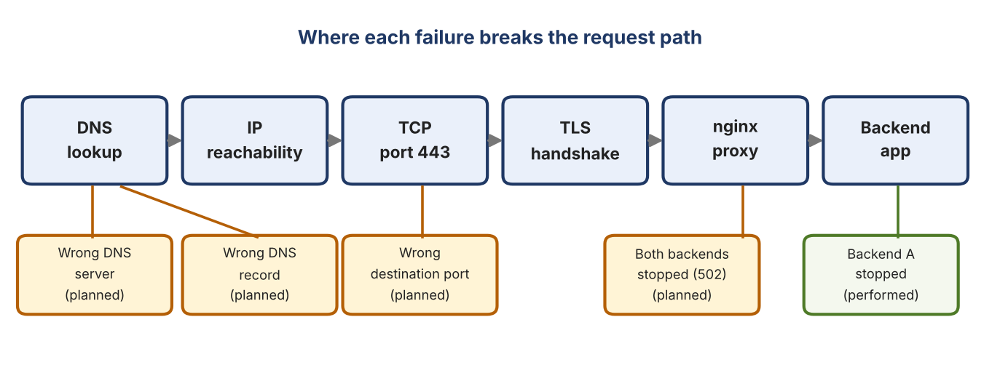 Where each failure breaks the request path
DNS
lookup
IP
reachability
TCP
port 443
TLS
handshake
nginx
proxy
Backend
app
Wrong DNS
server
(planned)
Wrong DNS
record
(planned)
Wrong
destination port
(planned)
Both backends
stopped (502)
(planned)
Backend A
stopped
(performed)